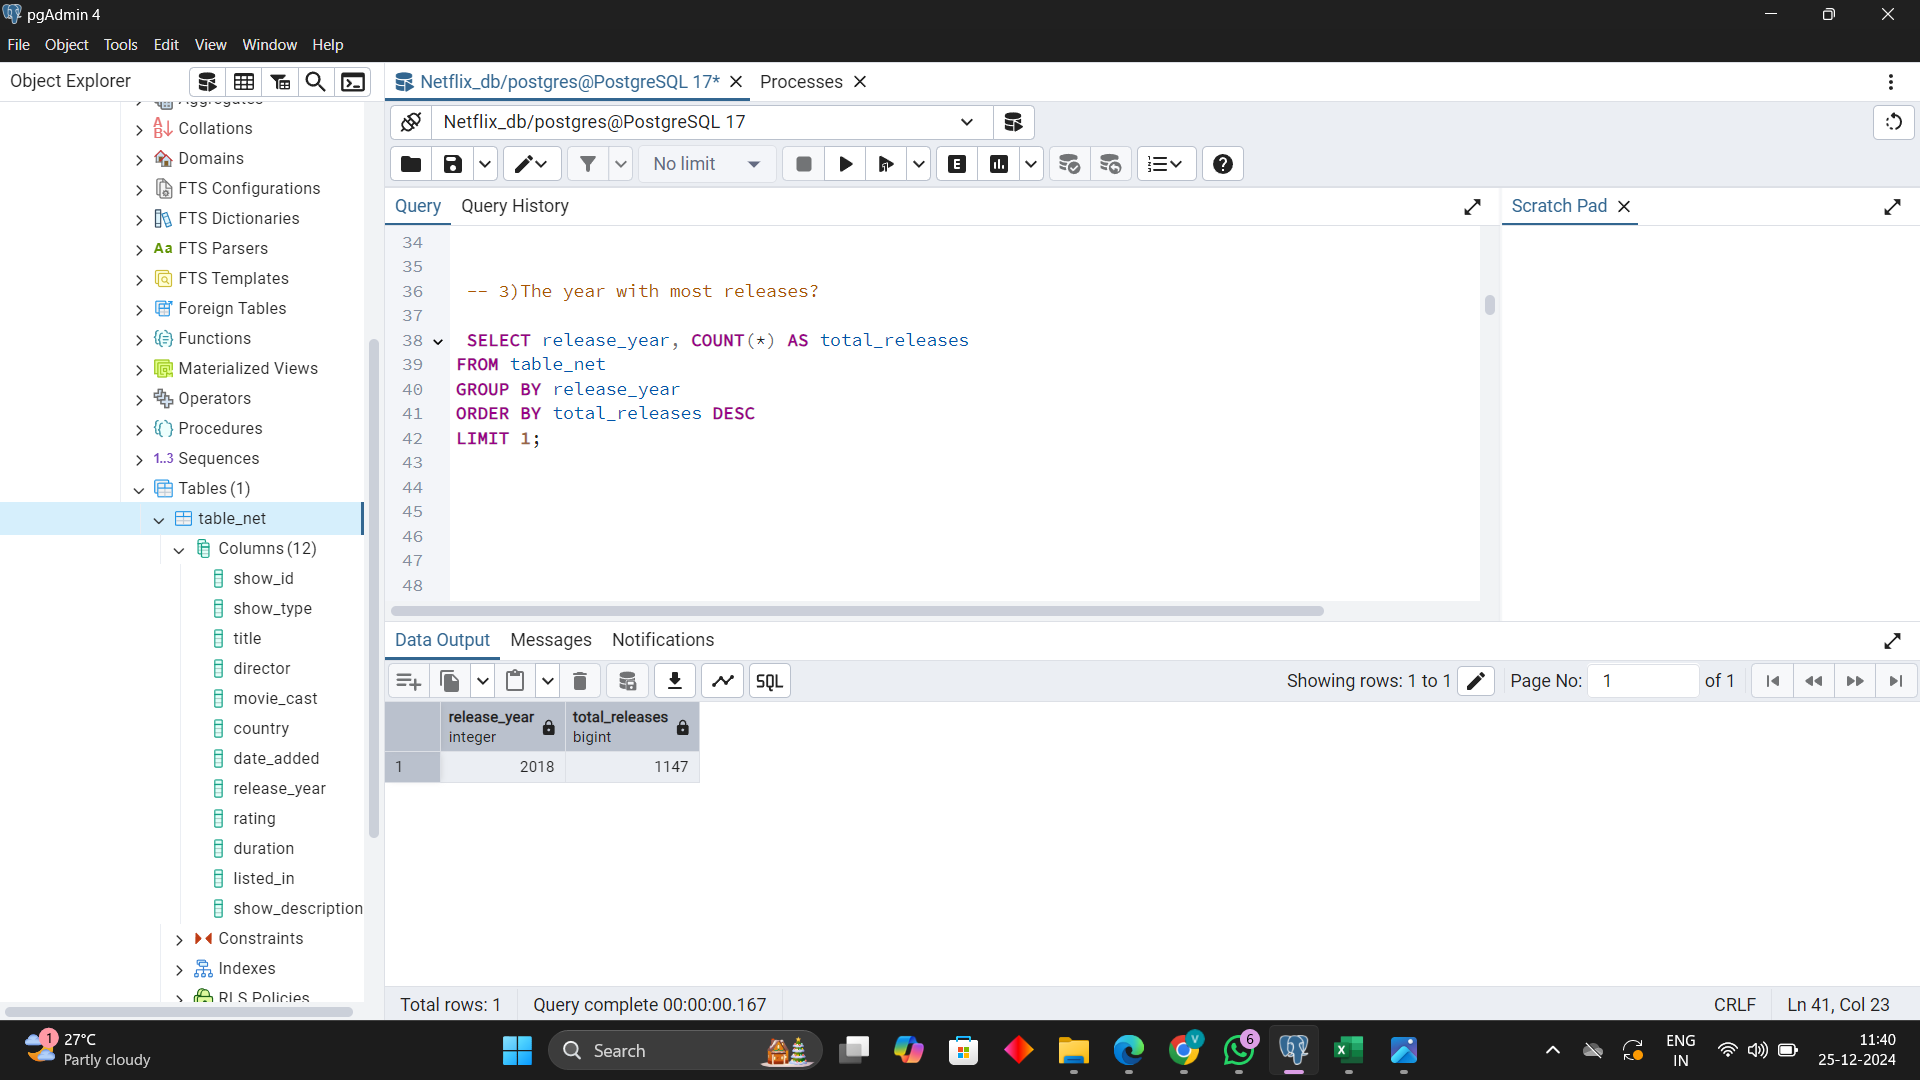 pgAdmin 4
File Object Tools Edit View Window Help
Object Explorer
Netflix_db/postgres@PostgreSQL 17* Processes
Netflix_db/postgres@PostgreSQL 17
No limit
E
Query Query History
Scratch Pad
Aggregates
Collations
Domains
FTS Configurations
FTS Dictionaries
Aa FTS Parsers
FTS Templates
Foreign Tables
Functions
Materialized Views
Operators
Procedures
1..3 Sequences
Tables (1)
table_net
Columns (12)
show_id
show_type
title
director
movie_cast
country
date_added
release_year
rating
duration
listed_in
show_description
Constraints
Indexes
RLS Policies
34
35
36 -- 3)The year with most releases?
37
38 SELECT release_year, COUNT(*) AS total_releases
39 FROM table_net
40 GROUP BY release_year
41 ORDER BY total_releases DESC
42 LIMIT 1;
43
44
45
46
47
48
Data Output Messages Notifications
SQL
Showing rows: 1 to 1 Page No: 1 of 1
release_year total_releases
integer bigint
1 2018 1147
Total rows: 1 Query complete 00:00:00.167 CRLF Ln 41, Col 23
1 27°C
Partly cloudy
Search
V
6
X
ENG
IN
11:40
25-12-2024